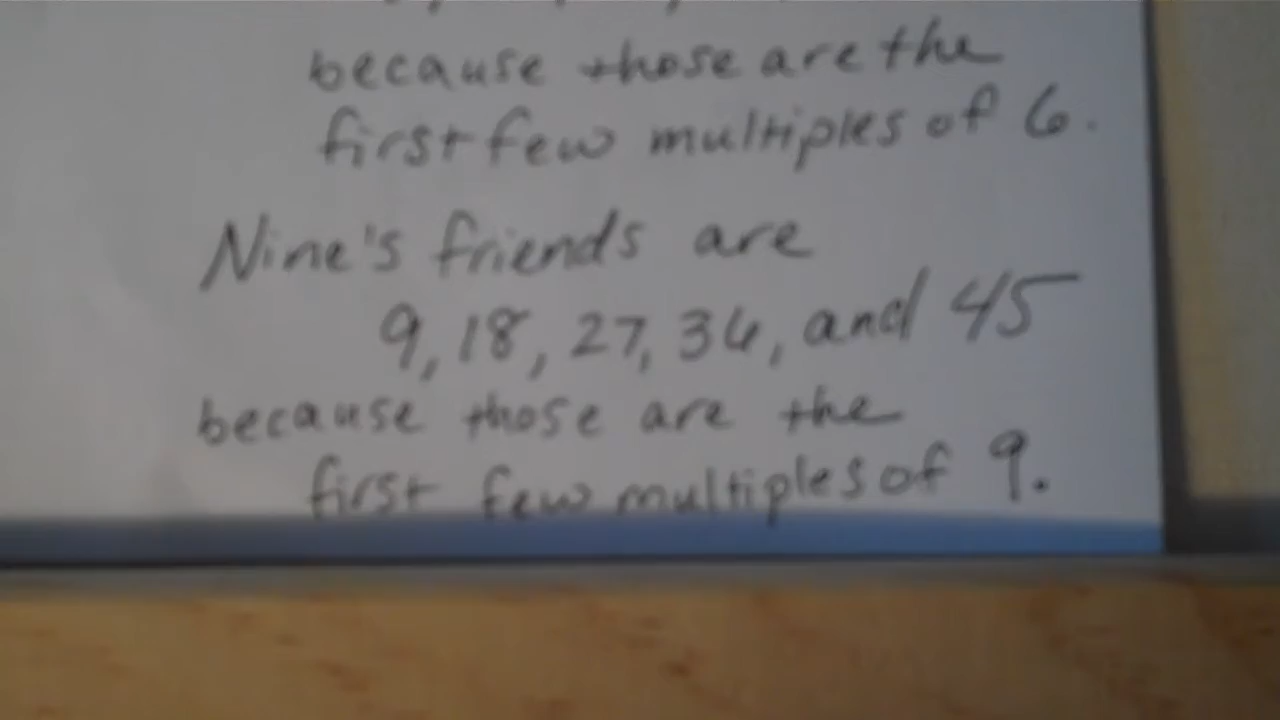 because those are the
first few multiples of 6.
Nine's friends are
9, 18, 27, 36, and 45
because those are the
first few multiples of 9.